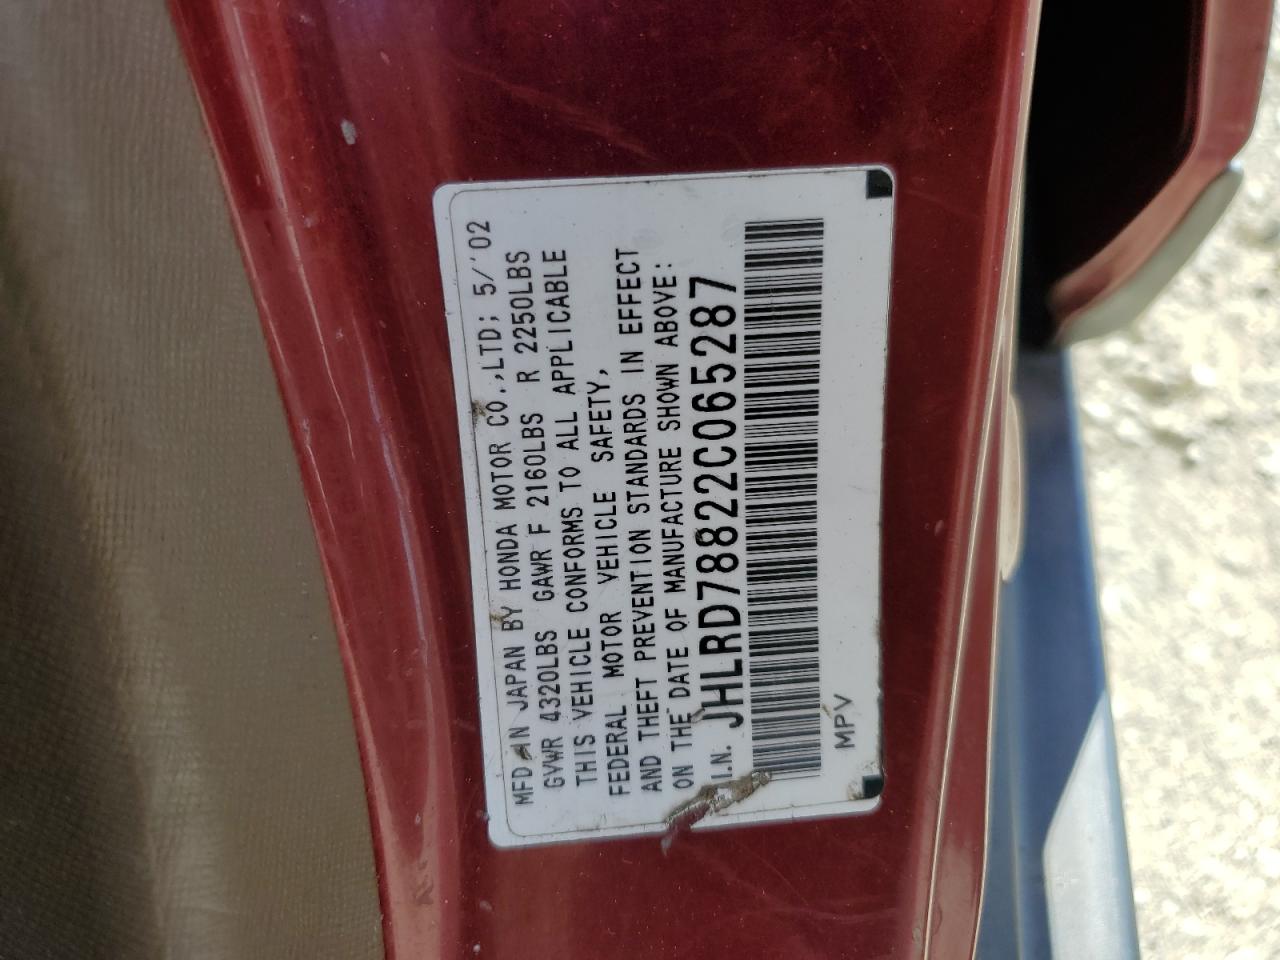 MFD IN JAPAN BY HONDA MOTOR CO.,LTD; 5/'02
GVWR 4320LBS GAWR F 2160LBS R 2250LBS
THIS VEHICLE CONFORMS TO ALL APPLICABLE
FEDERAL MOTOR VEHICLE SAFETY,
AND THEFT PREVENTION STANDARDS IN EFFECT
ON THE DATE OF MANUFACTURE SHOWN ABOVE:
.I.N. JHLRD78822C065287
MPV